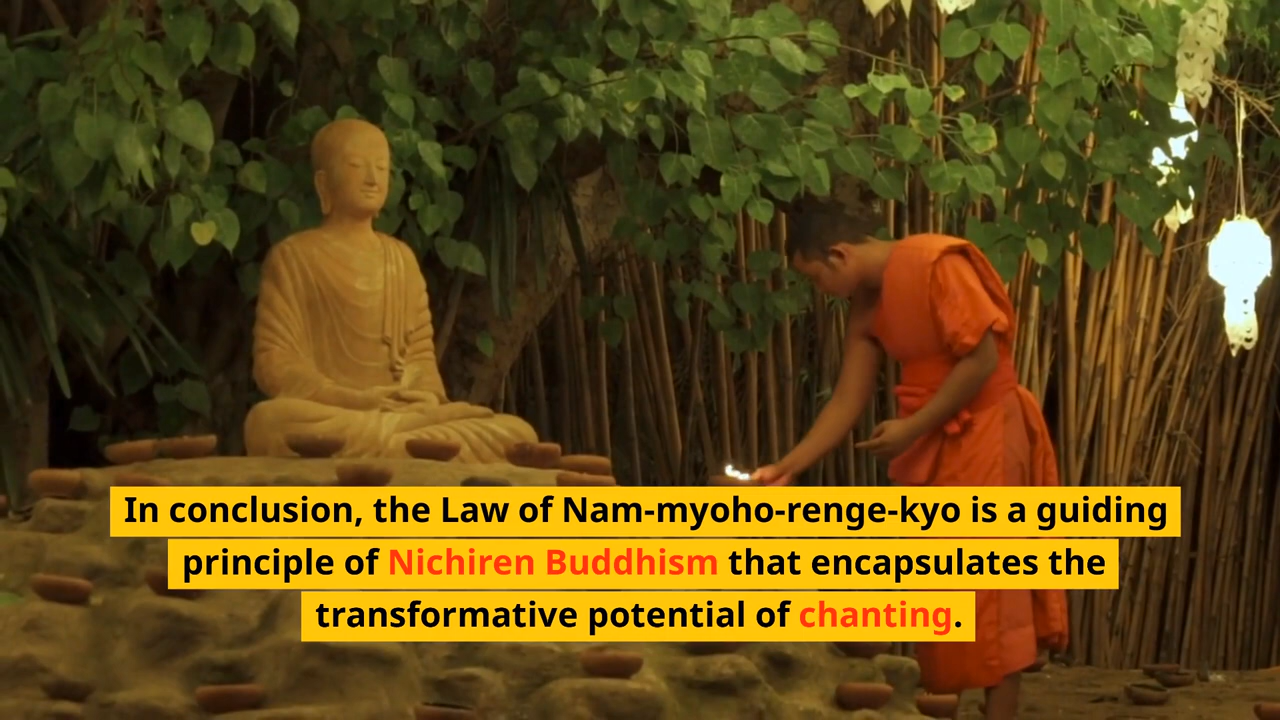 In conclusion, the Law of Nam-myoho-renge-kyo is a guiding
principle of Nichiren Buddhism that encapsulates the
transformative potential of chanting.